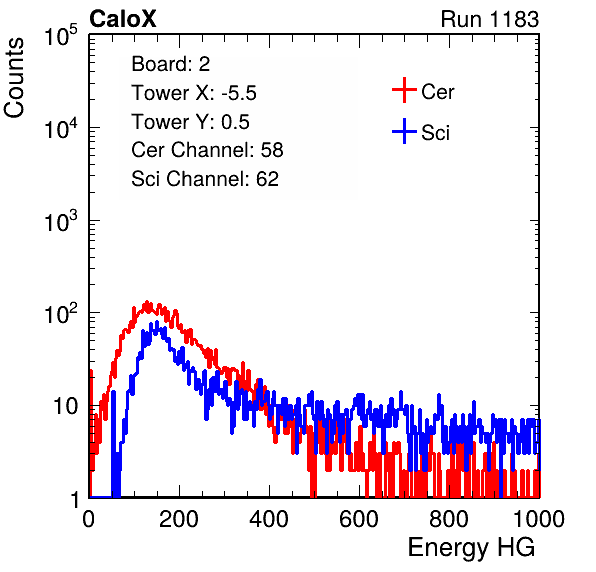 CaloX Run 1183
Counts
Board: 2
Tower X: -5.5
Tower Y: 0.5
Cer Channel: 58
Sci Channel: 62
Cer
Sci
10^5
10^4
10^3
10^2
10
1
0 200 400 600 800 1000
Energy HG